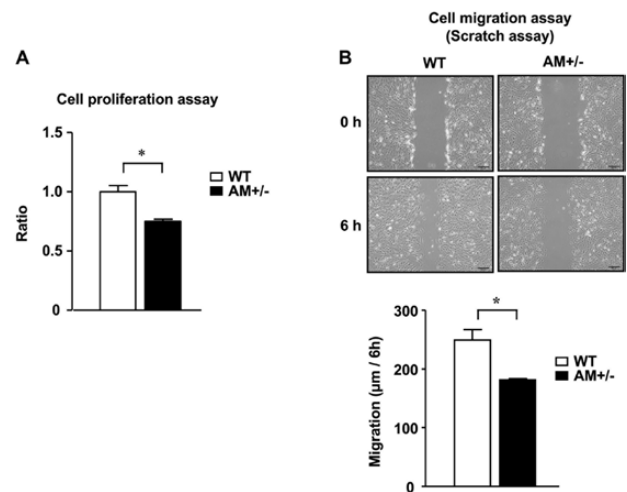 Cell migration assay
(Scratch assay)
A
B
WT
AM+/-
Cell proliferation assay
0 h
6 h
1.5
1.0
0.5
0
Ratio
*
WT
AM+/-
300
200
100
0
Migration (μm / 6h)
*
WT
AM+/-